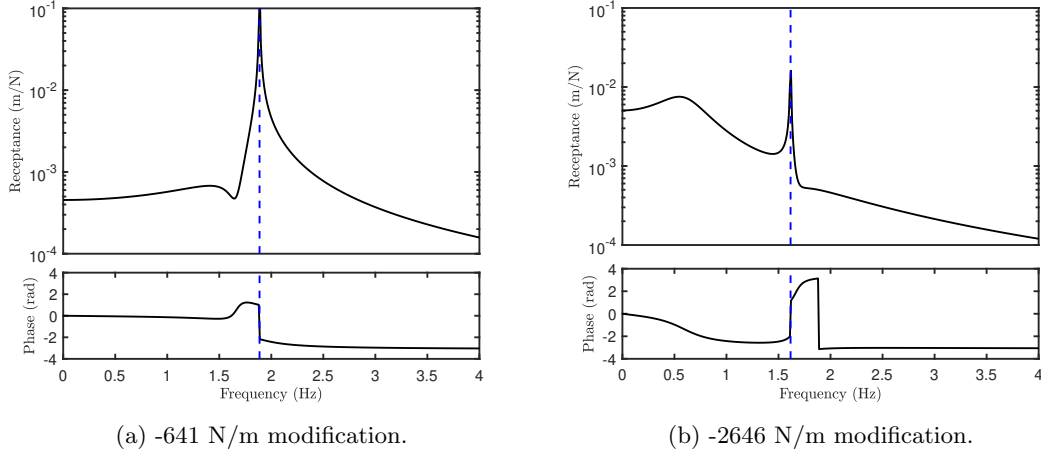 10^-1
10^-2
10^-3
10^-4
Receptance (m/N)
4
2
0
-2
-4
Phase (rad)
0 0.5 1 1.5 2 2.5 3 3.5 4
Frequency (Hz)
(a) -641 N/m modification.
10^-1
10^-2
10^-3
10^-4
Receptance (m/N)
4
2
0
-2
-4
Phase (rad)
0 0.5 1 1.5 2 2.5 3 3.5 4
Frequency (Hz)
(b) -2646 N/m modification.